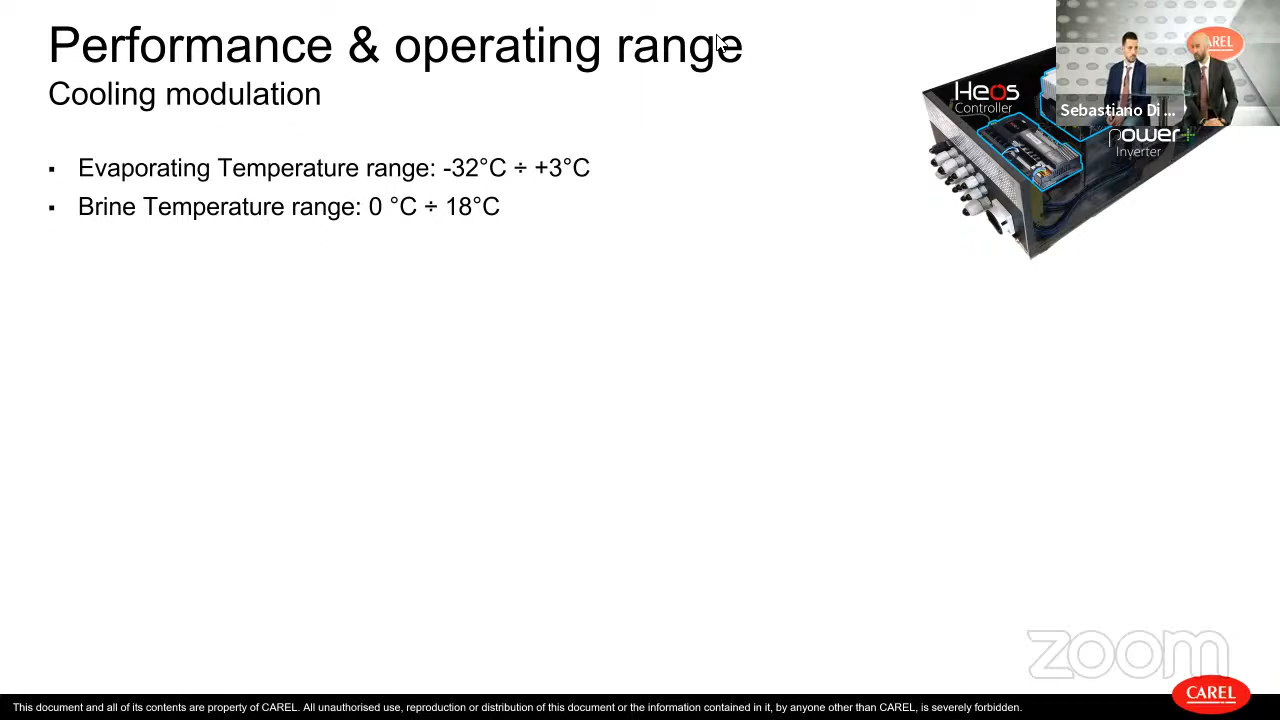 Performance & operating range
Cooling modulation
▪ Evaporating Temperature range: -32°C ÷ +3°C
▪ Brine Temperature range: 0 °C ÷ 18°C
Heos
Controller
CAREL
Sebastiano Di ...
power+
Inverter
zoom
CAREL
This document and all of its contents are property of CAREL. All unauthorised use, reproduction or distribution of this document or the information contained in it, by anyone other than CAREL, is severely forbidden.